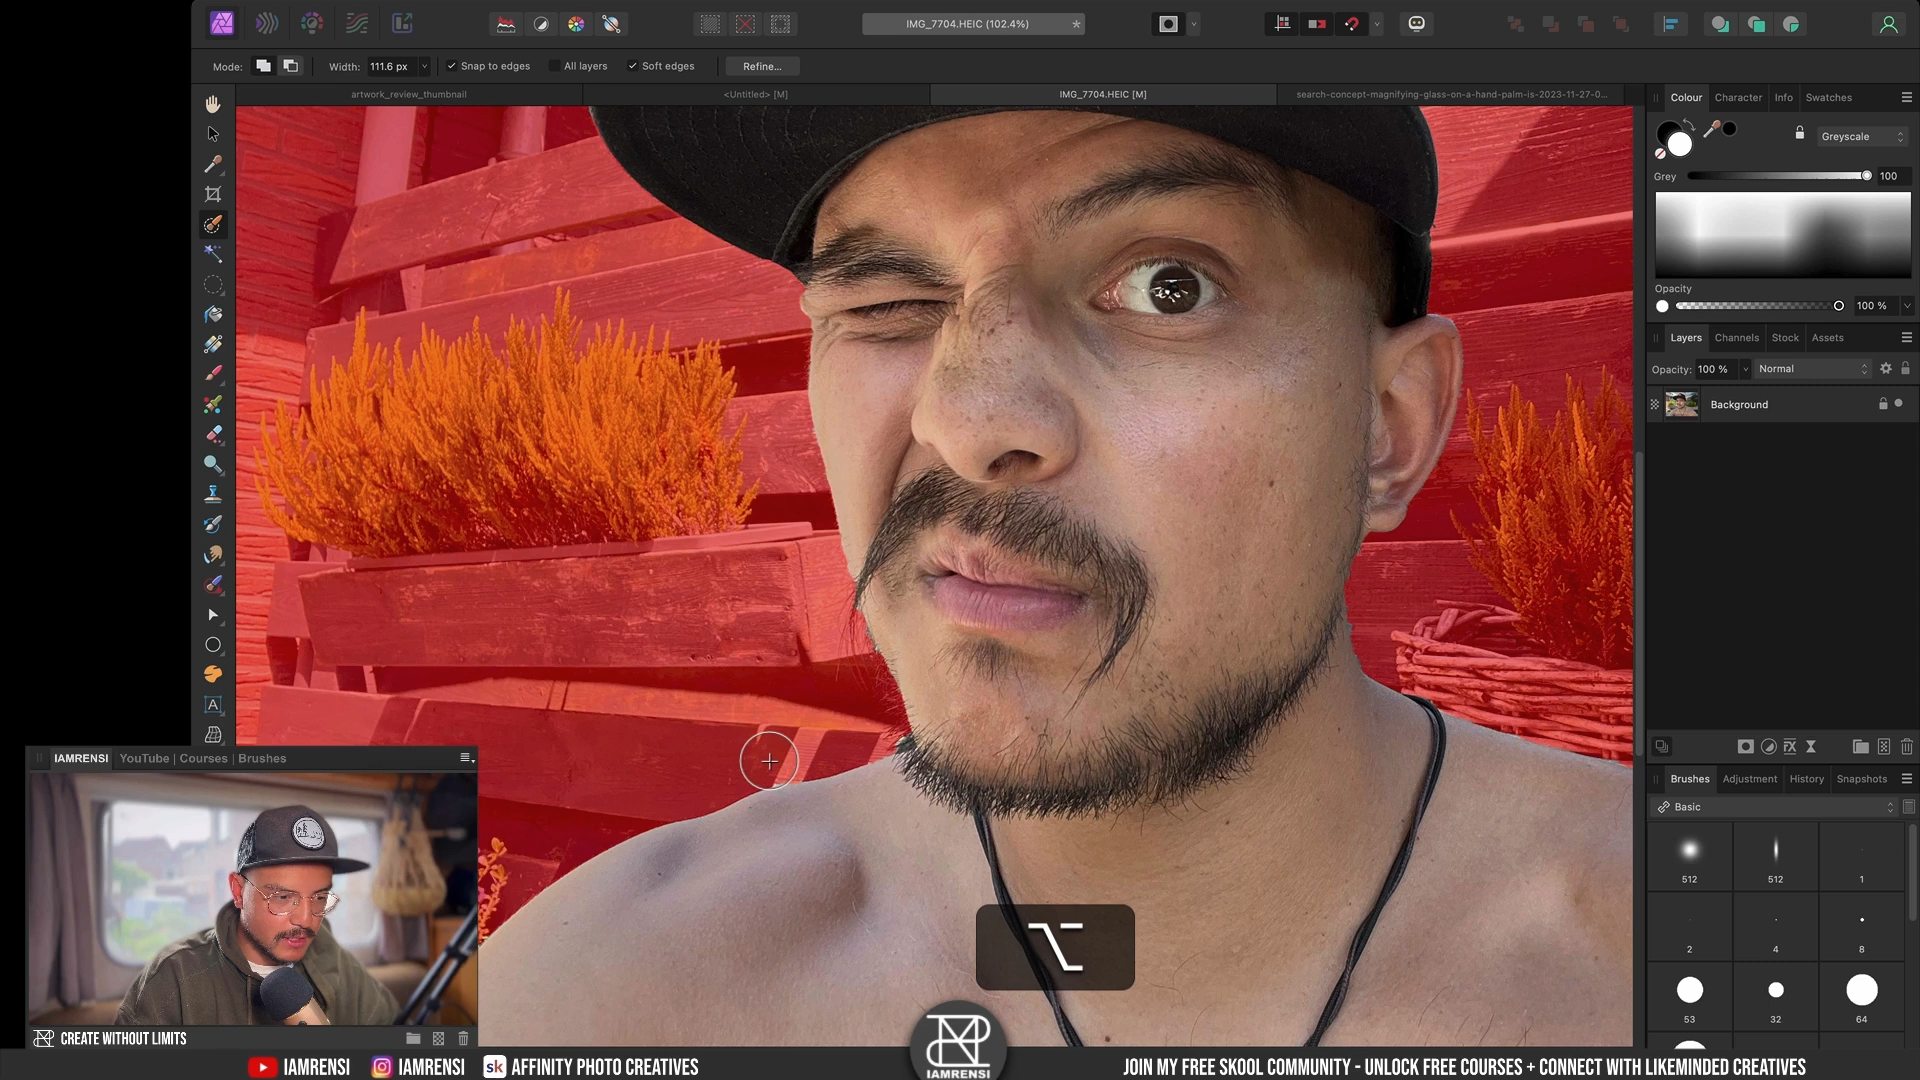 IMG_7704.HEIC (102.4%)
Mode:
Width: 111.6 px
Snap to edges
All layers
Soft edges
Refine...
artwork_review_thumbnail
<Untitled> [M]
IMG_7704.HEIC [M]
search-concept-magnifying-glass-on-a-hand-palm-is-2023-11-27-0...
Colour
Character
Info
Swatches
Greyscale
Grey
100
Opacity
100 %
Layers
Channels
Stock
Assets
Opacity: 100 %
Normal
Background
Brushes
Adjustment
History
Snapshots
Basic
512
512
1
2
4
8
53
32
64
A
IAMRENSI
YouTube | Courses | Brushes
CREATE WITHOUT LIMITS
IAMRENSI
IAMRENSI
sk
AFFINITY PHOTO CREATIVES
IAMRENSI
JOIN MY FREE SKOOL COMMUNITY - UNLOCK FREE COURSES + CONNECT WITH LIKEMINDED CREATIVES